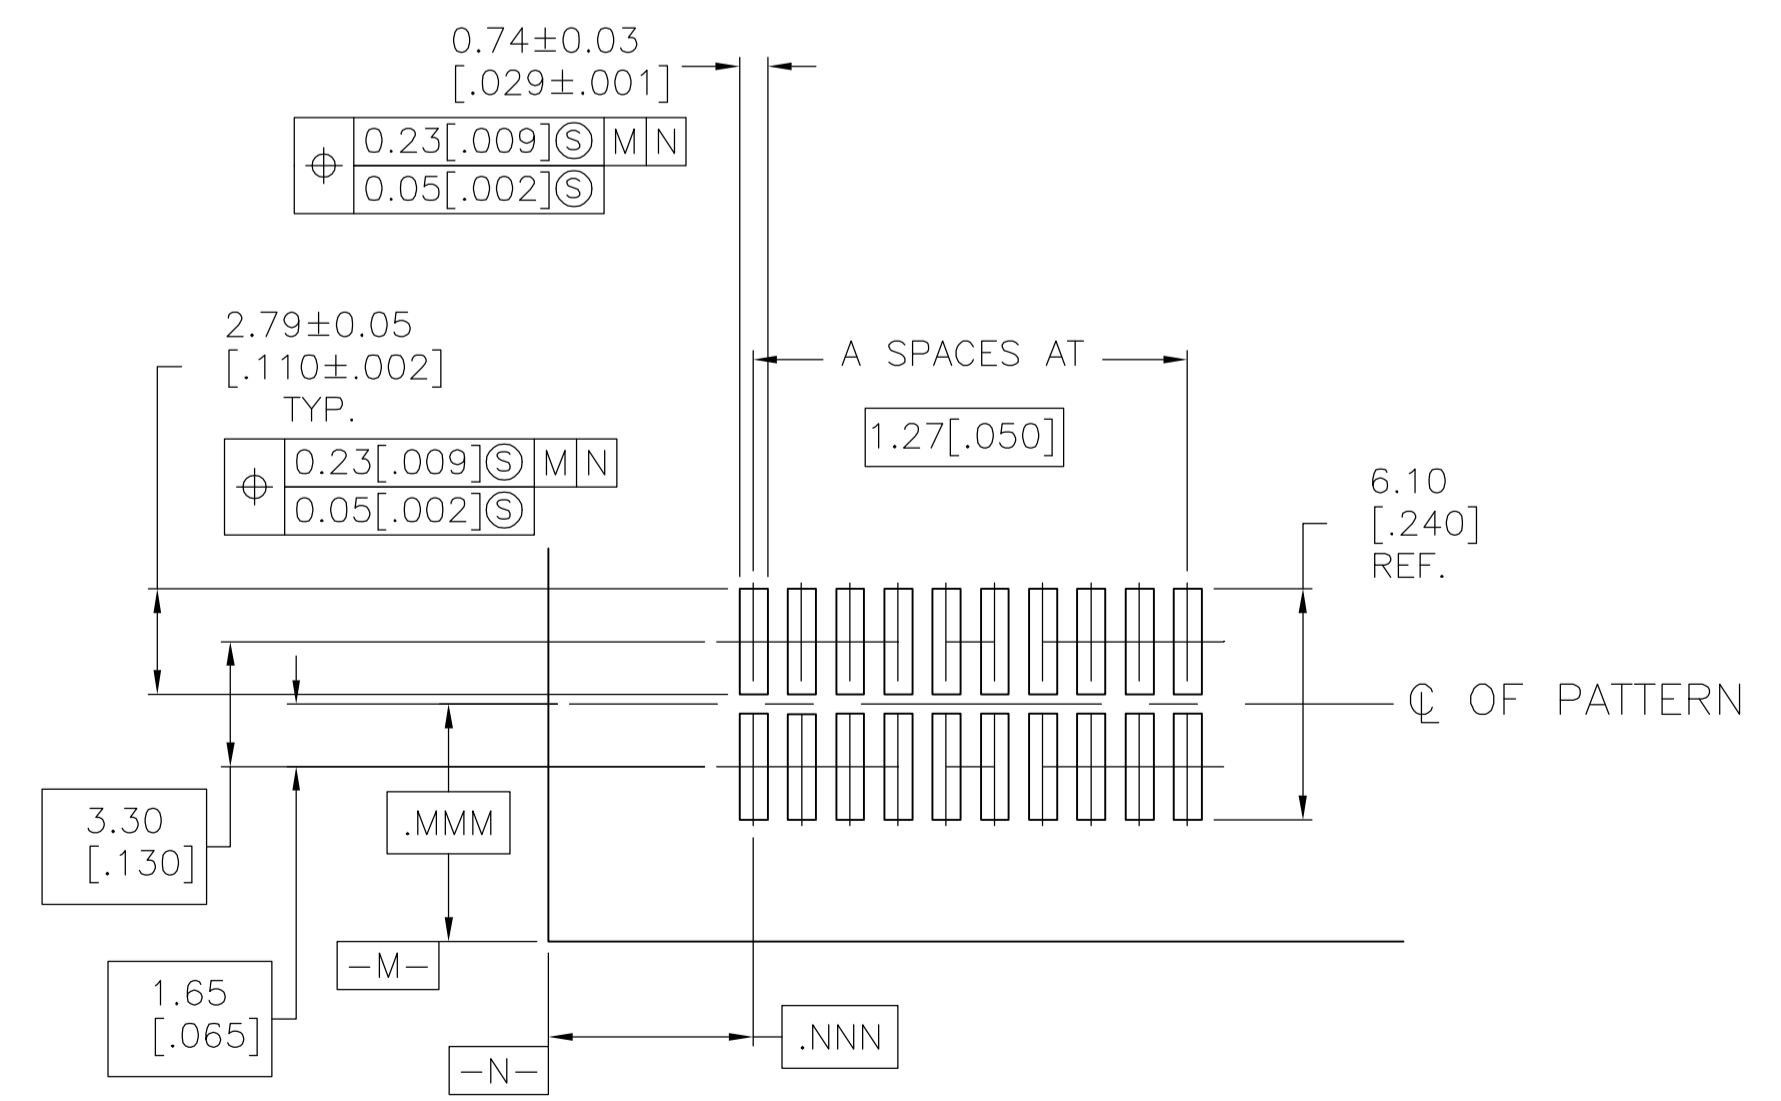 0.74±0.03
[.029±.001]
⌖ 0.23[.009]Ⓢ M N
0.05[.002]Ⓢ
2.79±0.05
[.110±.002]
TYP.
⌖ 0.23[.009]Ⓢ M N
0.05[.002]Ⓢ
A SPACES AT
1.27[.050]
6.10
[.240]
REF.
℄ OF PATTERN
3.30
[.130]
.MMM
-M-
1.65
[.065]
.NNN
-N-